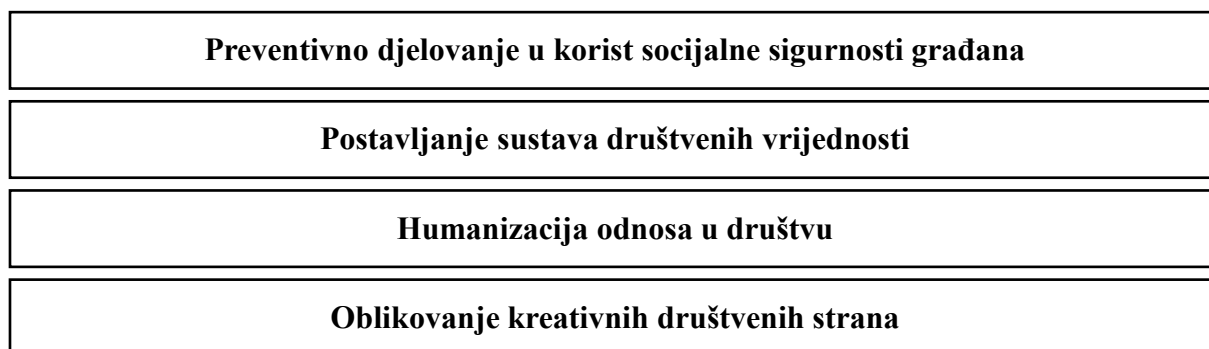 Preventivno djelovanje u korist socijalne sigurnosti građana
Postavljanje sustava društvenih vrijednosti
Humanizacija odnosa u društvu
Oblikovanje kreativnih društvenih strana